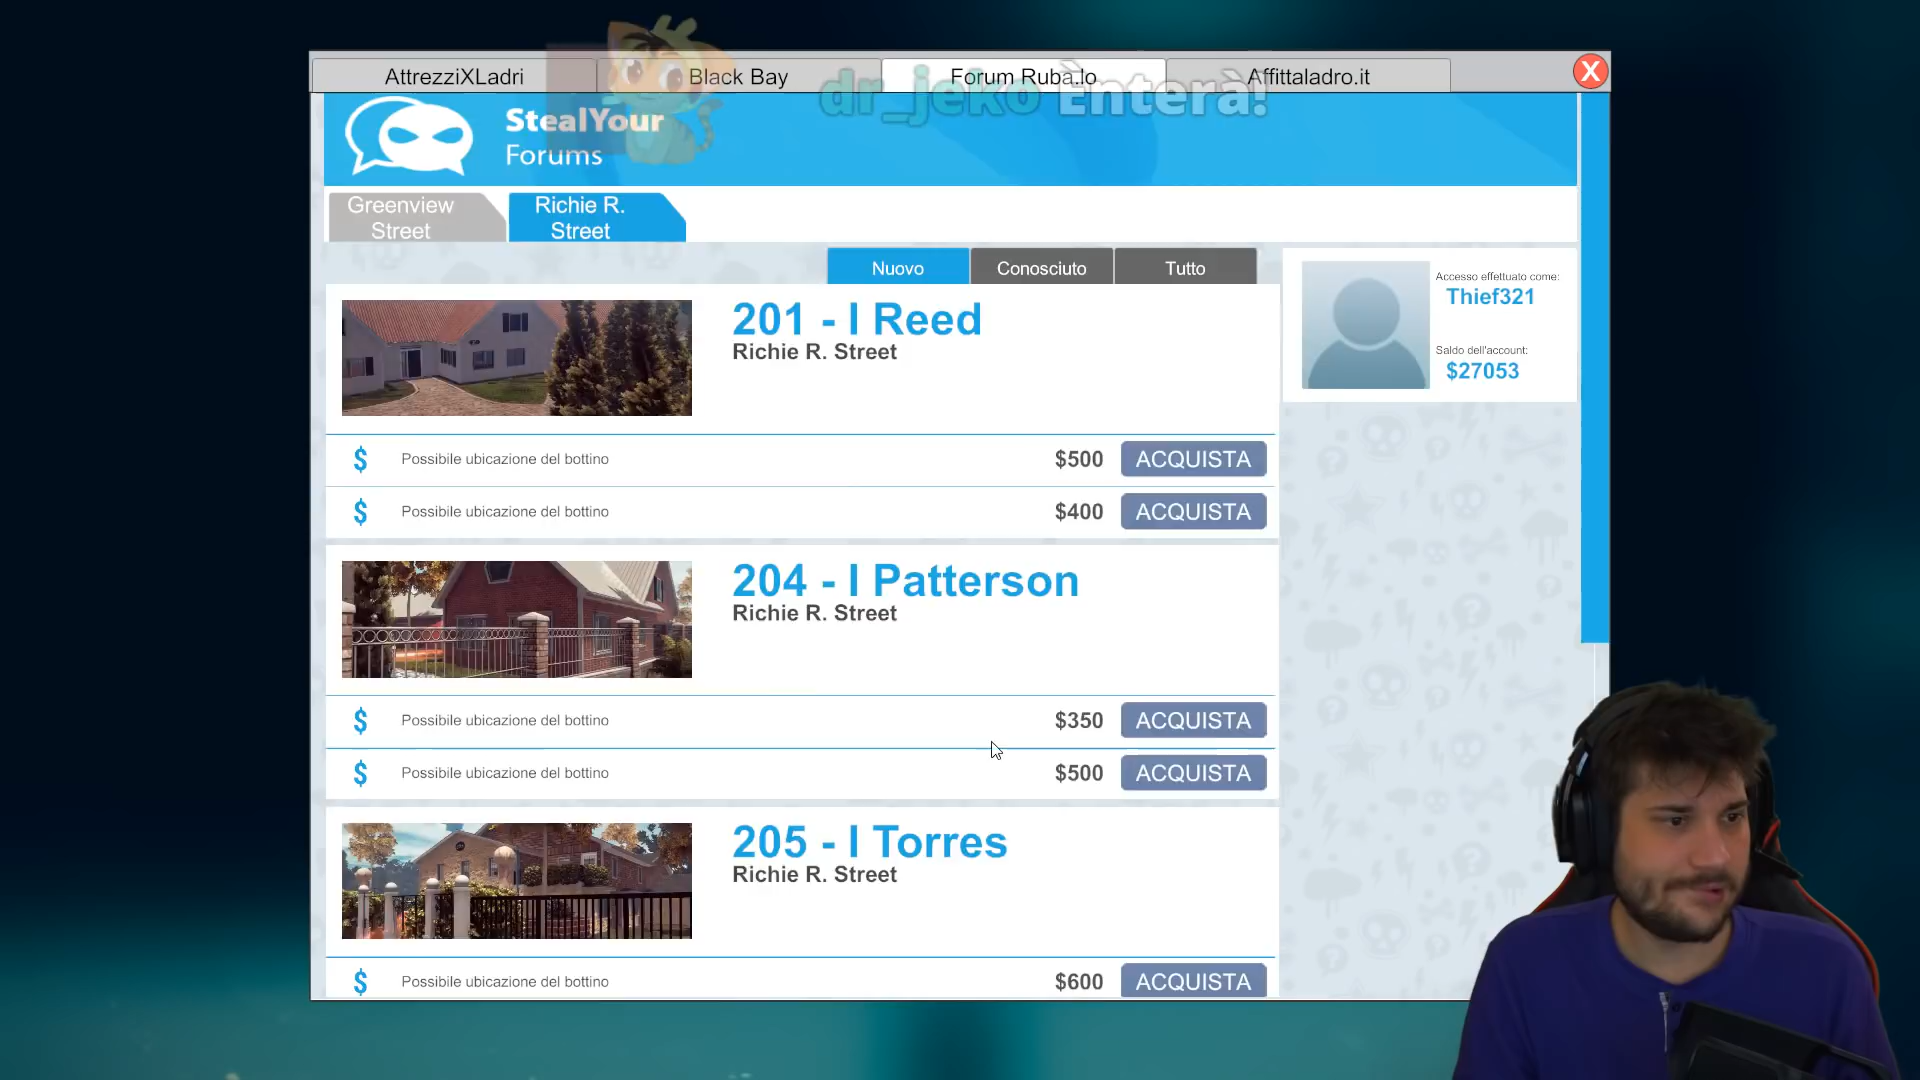 AttrezziXLadri
Black Bay
Forum Ruba.lo
Affittaladro.it
X
dr_jeko Enterà!
StealYour
Forums
Greenview
Street
Richie R.
Street
Nuovo
Conosciuto
Tutto
Accesso effettuato come:
Thief321
Saldo dell'account:
$27053
201 - I Reed
Richie R. Street
$ Possibile ubicazione del bottino $500 ACQUISTA
$ Possibile ubicazione del bottino $400 ACQUISTA
204 - I Patterson
Richie R. Street
$ Possibile ubicazione del bottino $350 ACQUISTA
$ Possibile ubicazione del bottino $500 ACQUISTA
205 - I Torres
Richie R. Street
$ Possibile ubicazione del bottino $600 ACQUISTA